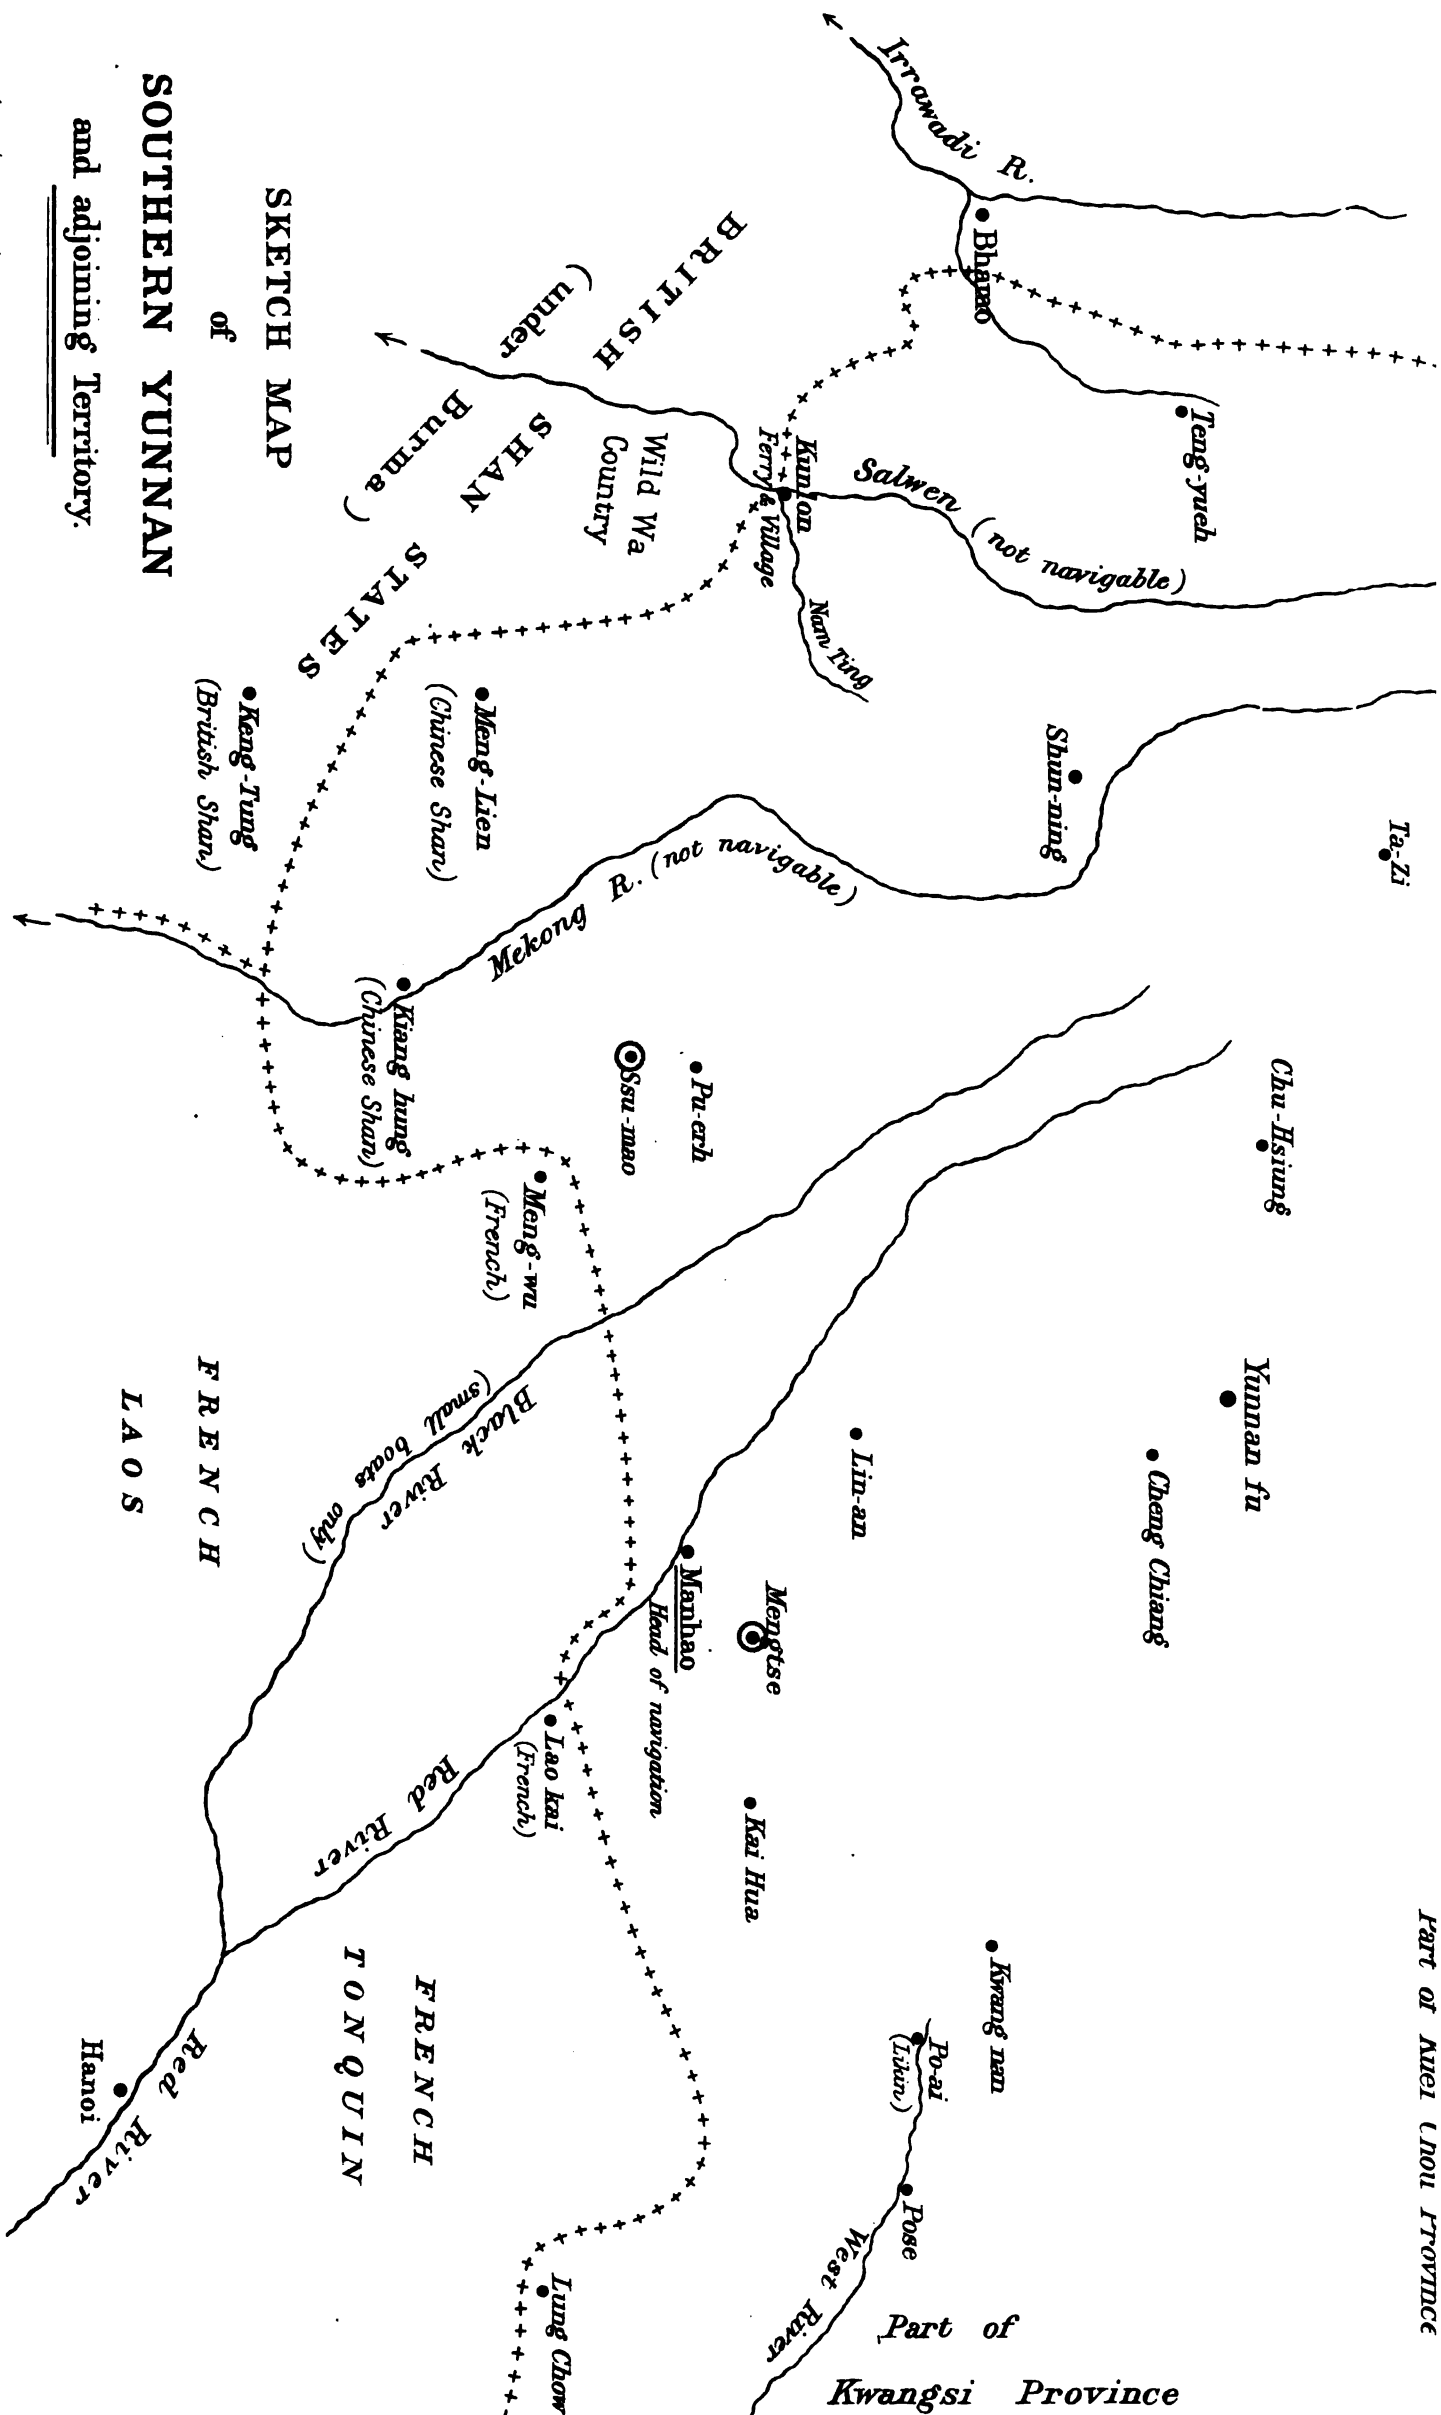 SKETCH MAP
of
SOUTHERN YUNNAN
and adjoining Territory.
Irrawadi R.
Bhamo
Teng-yueh
Salwen (not navigable)
Kunlon
Ferry & Village
Nam Ting
BRITISH
SHAN
STATES
(under
Burma)
Wild Wa
Country
Meng-Lien
(Chinese Shan)
Keng-Tung
(British Shan)
Shun-ning
Ta-Zi
Mekong R. (not navigable)
Kiang hung
(Chinese Shan)
Ssu-mao
Pu-erh
Chu-Hsiung
Meng-wu
(French)
Yunnan fu
Cheng Chiang
Lin-an
Black River
(small boats only)
FRENCH
LAOS
Manhao
Head of navigation
Mengtse
Lao kai
(French)
Red River
Kai Hua
Kwang nan
Po-ai
(Likin)
Pose
West River
FRENCH
TONQUIN
Hanoi
Red River
Lung Chow
Part of Kuei Chou Province
Part of
Kwangsi Province